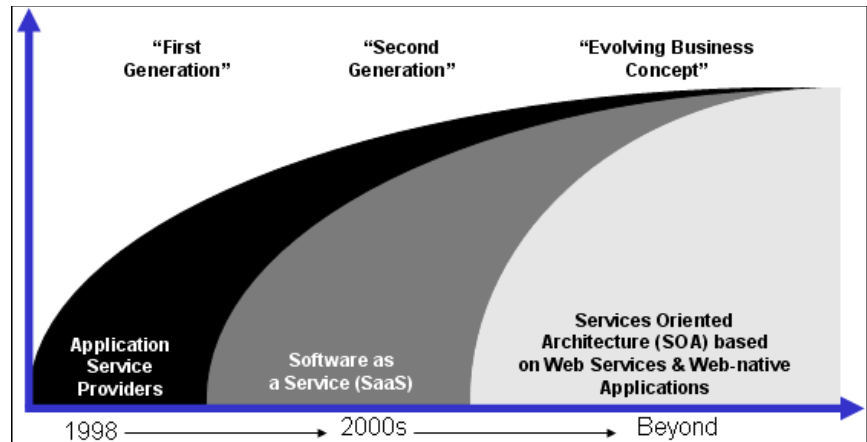 “First
Generation”
“Second
Generation”
“Evolving Business
Concept”
Application
Service
Providers
Software as
a Service (SaaS)
Services Oriented
Architecture (SOA) based
on Web Services & Web-native
Applications
1998
2000s
Beyond